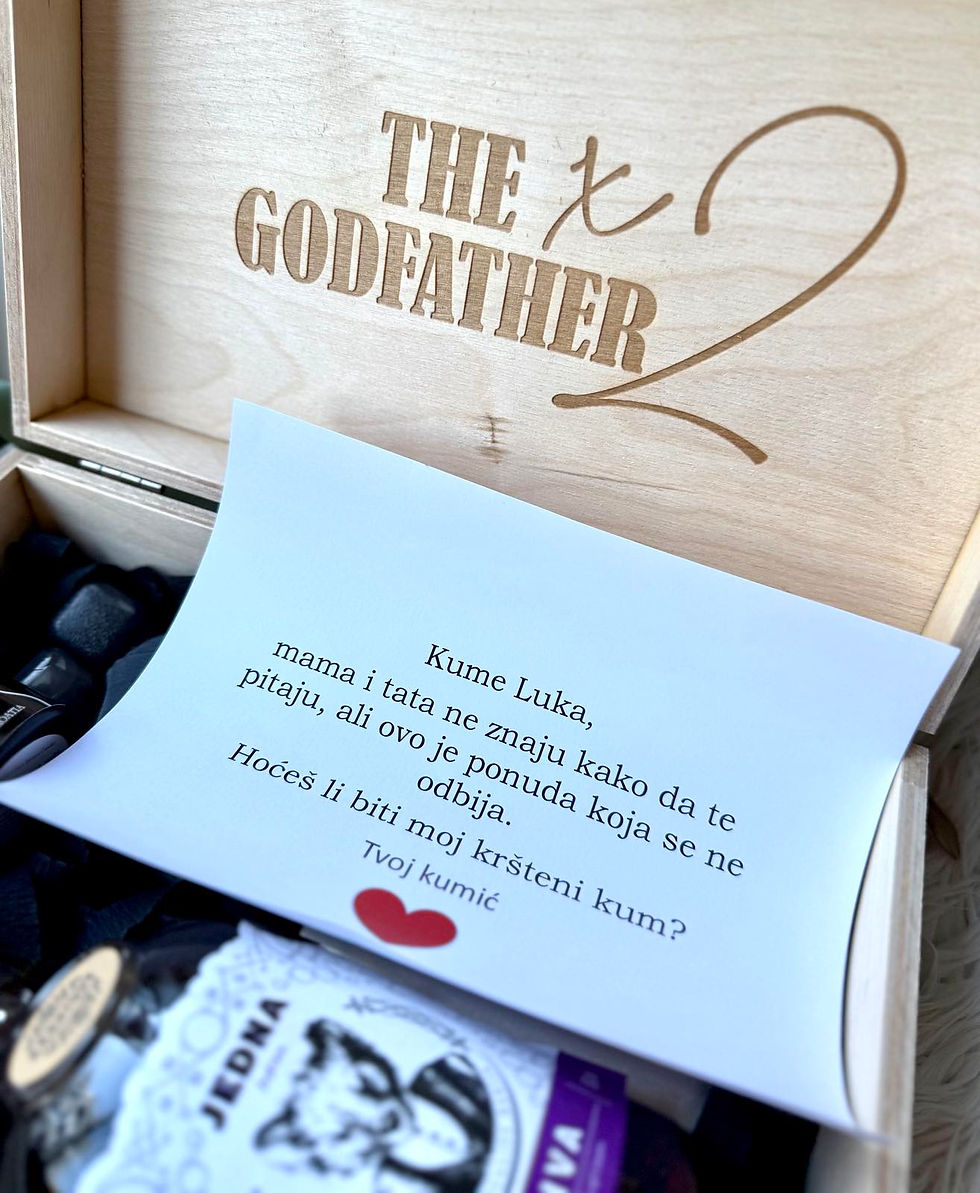 THE x 2
GODFATHER
Kume Luka,
mama i tata ne znaju kako da te
pitaju, ali ovo je ponuda koja se ne
odbija.
Hoćeš li biti moj kršteni kum?
Tvoj kumić
JEDNA